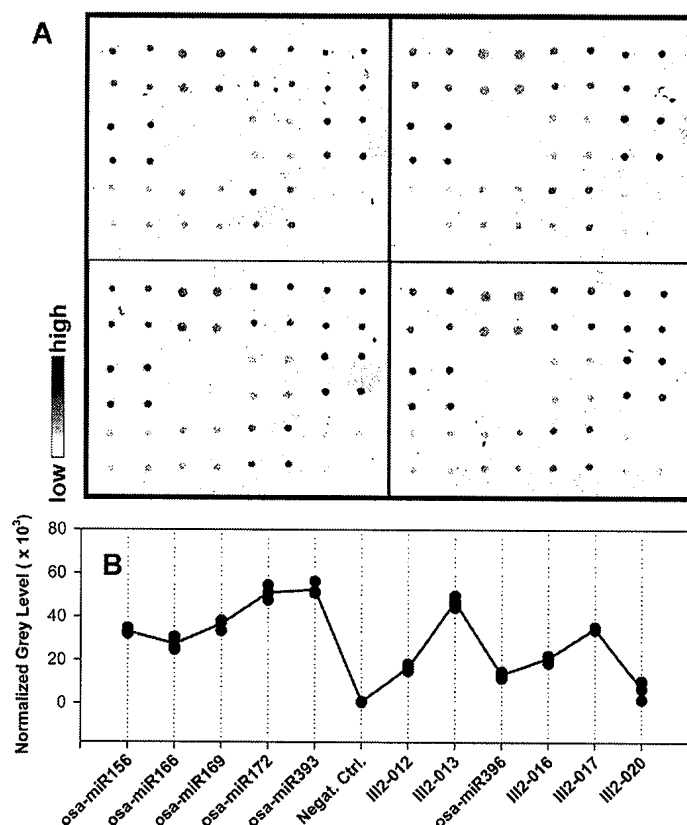 A
low high
B
Normalized Grey Level ( x 10³)
80
60
40
20
0
osa-miR156
osa-miR166
osa-miR169
osa-miR172
osa-miR393
Negat. Ctrl.
III2-012
III2-013
osa-miR396
III2-016
III2-017
III2-020